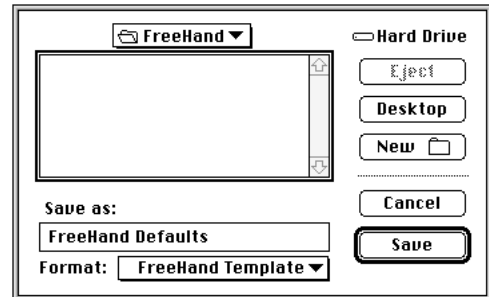 FreeHand
Hard Drive
Eject
Desktop
New
Save as:
Cancel
FreeHand Defaults
Save
Format: FreeHand Template